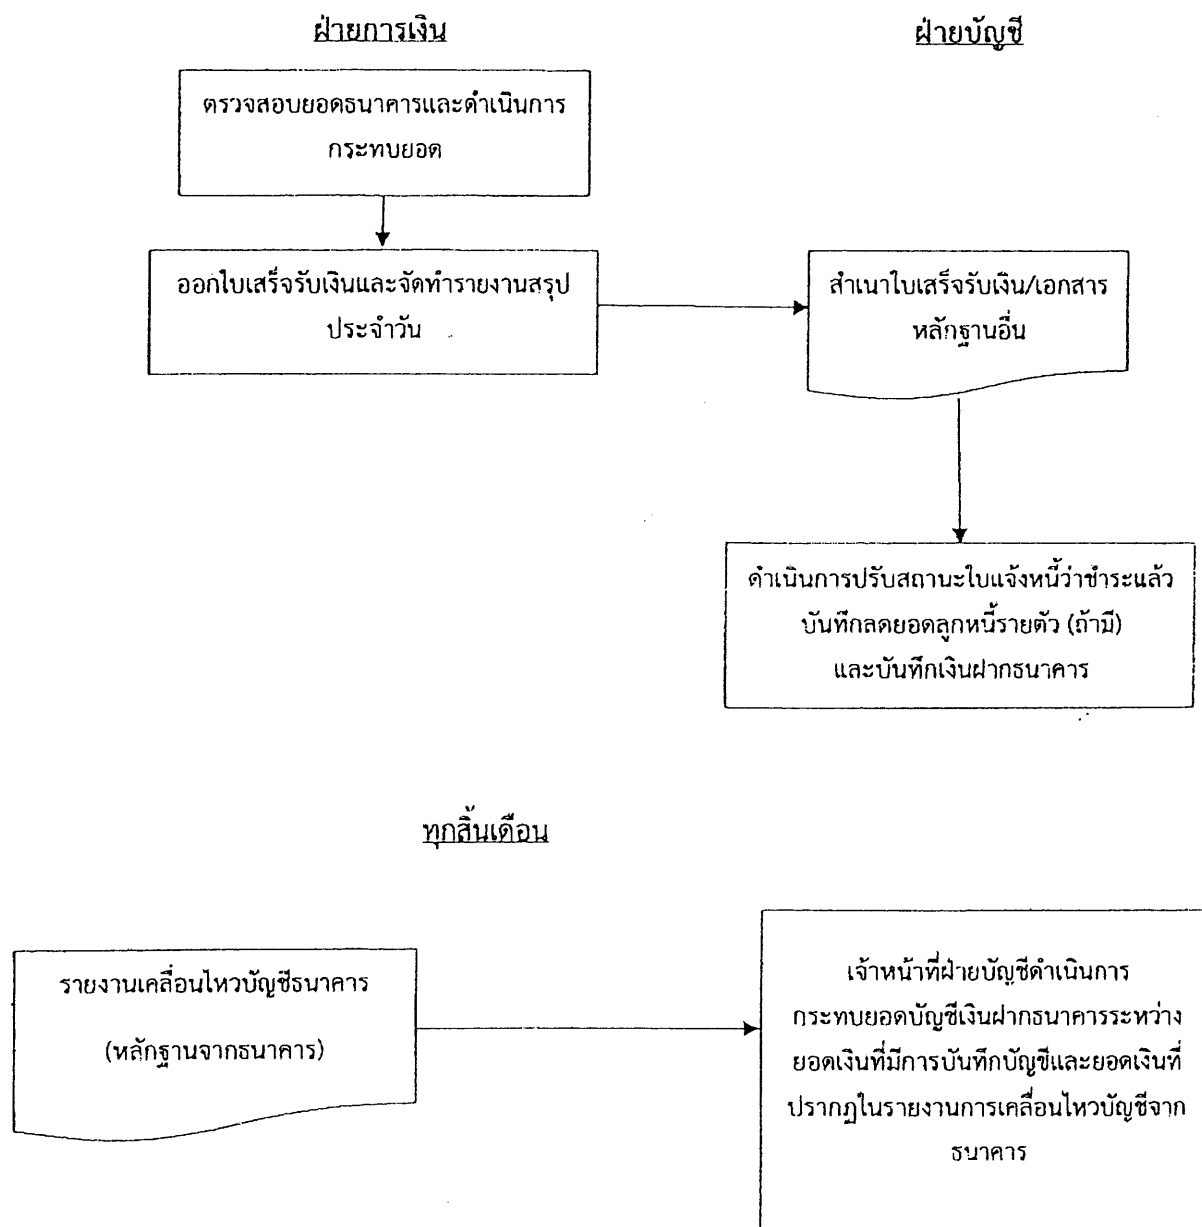 ฝ่ายการเงิน
ฝ่ายบัญชี
ตรวจสอบยอดธนาคารและดำเนินการ
กระทบยอด
ออกใบเสร็จรับเงินและจัดทำรายงานสรุป
ประจำวัน
สำเนาใบเสร็จรับเงิน/เอกสาร
หลักฐานอื่น
ดำเนินการปรับสถานะใบแจ้งหนี้ว่าชำระแล้ว
บันทึกลดยอดลูกหนี้รายตัว (ถ้ามี)
และบันทึกเงินฝากธนาคาร
ทุกสิ้นเดือน
รายงานเคลื่อนไหวบัญชีธนาคาร
(หลักฐานจากธนาคาร)
เจ้าหน้าที่ฝ่ายบัญชีดำเนินการ
กระทบยอดบัญชีเงินฝากธนาคารระหว่าง
ยอดเงินที่มีการบันทึกบัญชีและยอดเงินที่
ปรากฏในรายงานการเคลื่อนไหวบัญชีจาก
ธนาคาร